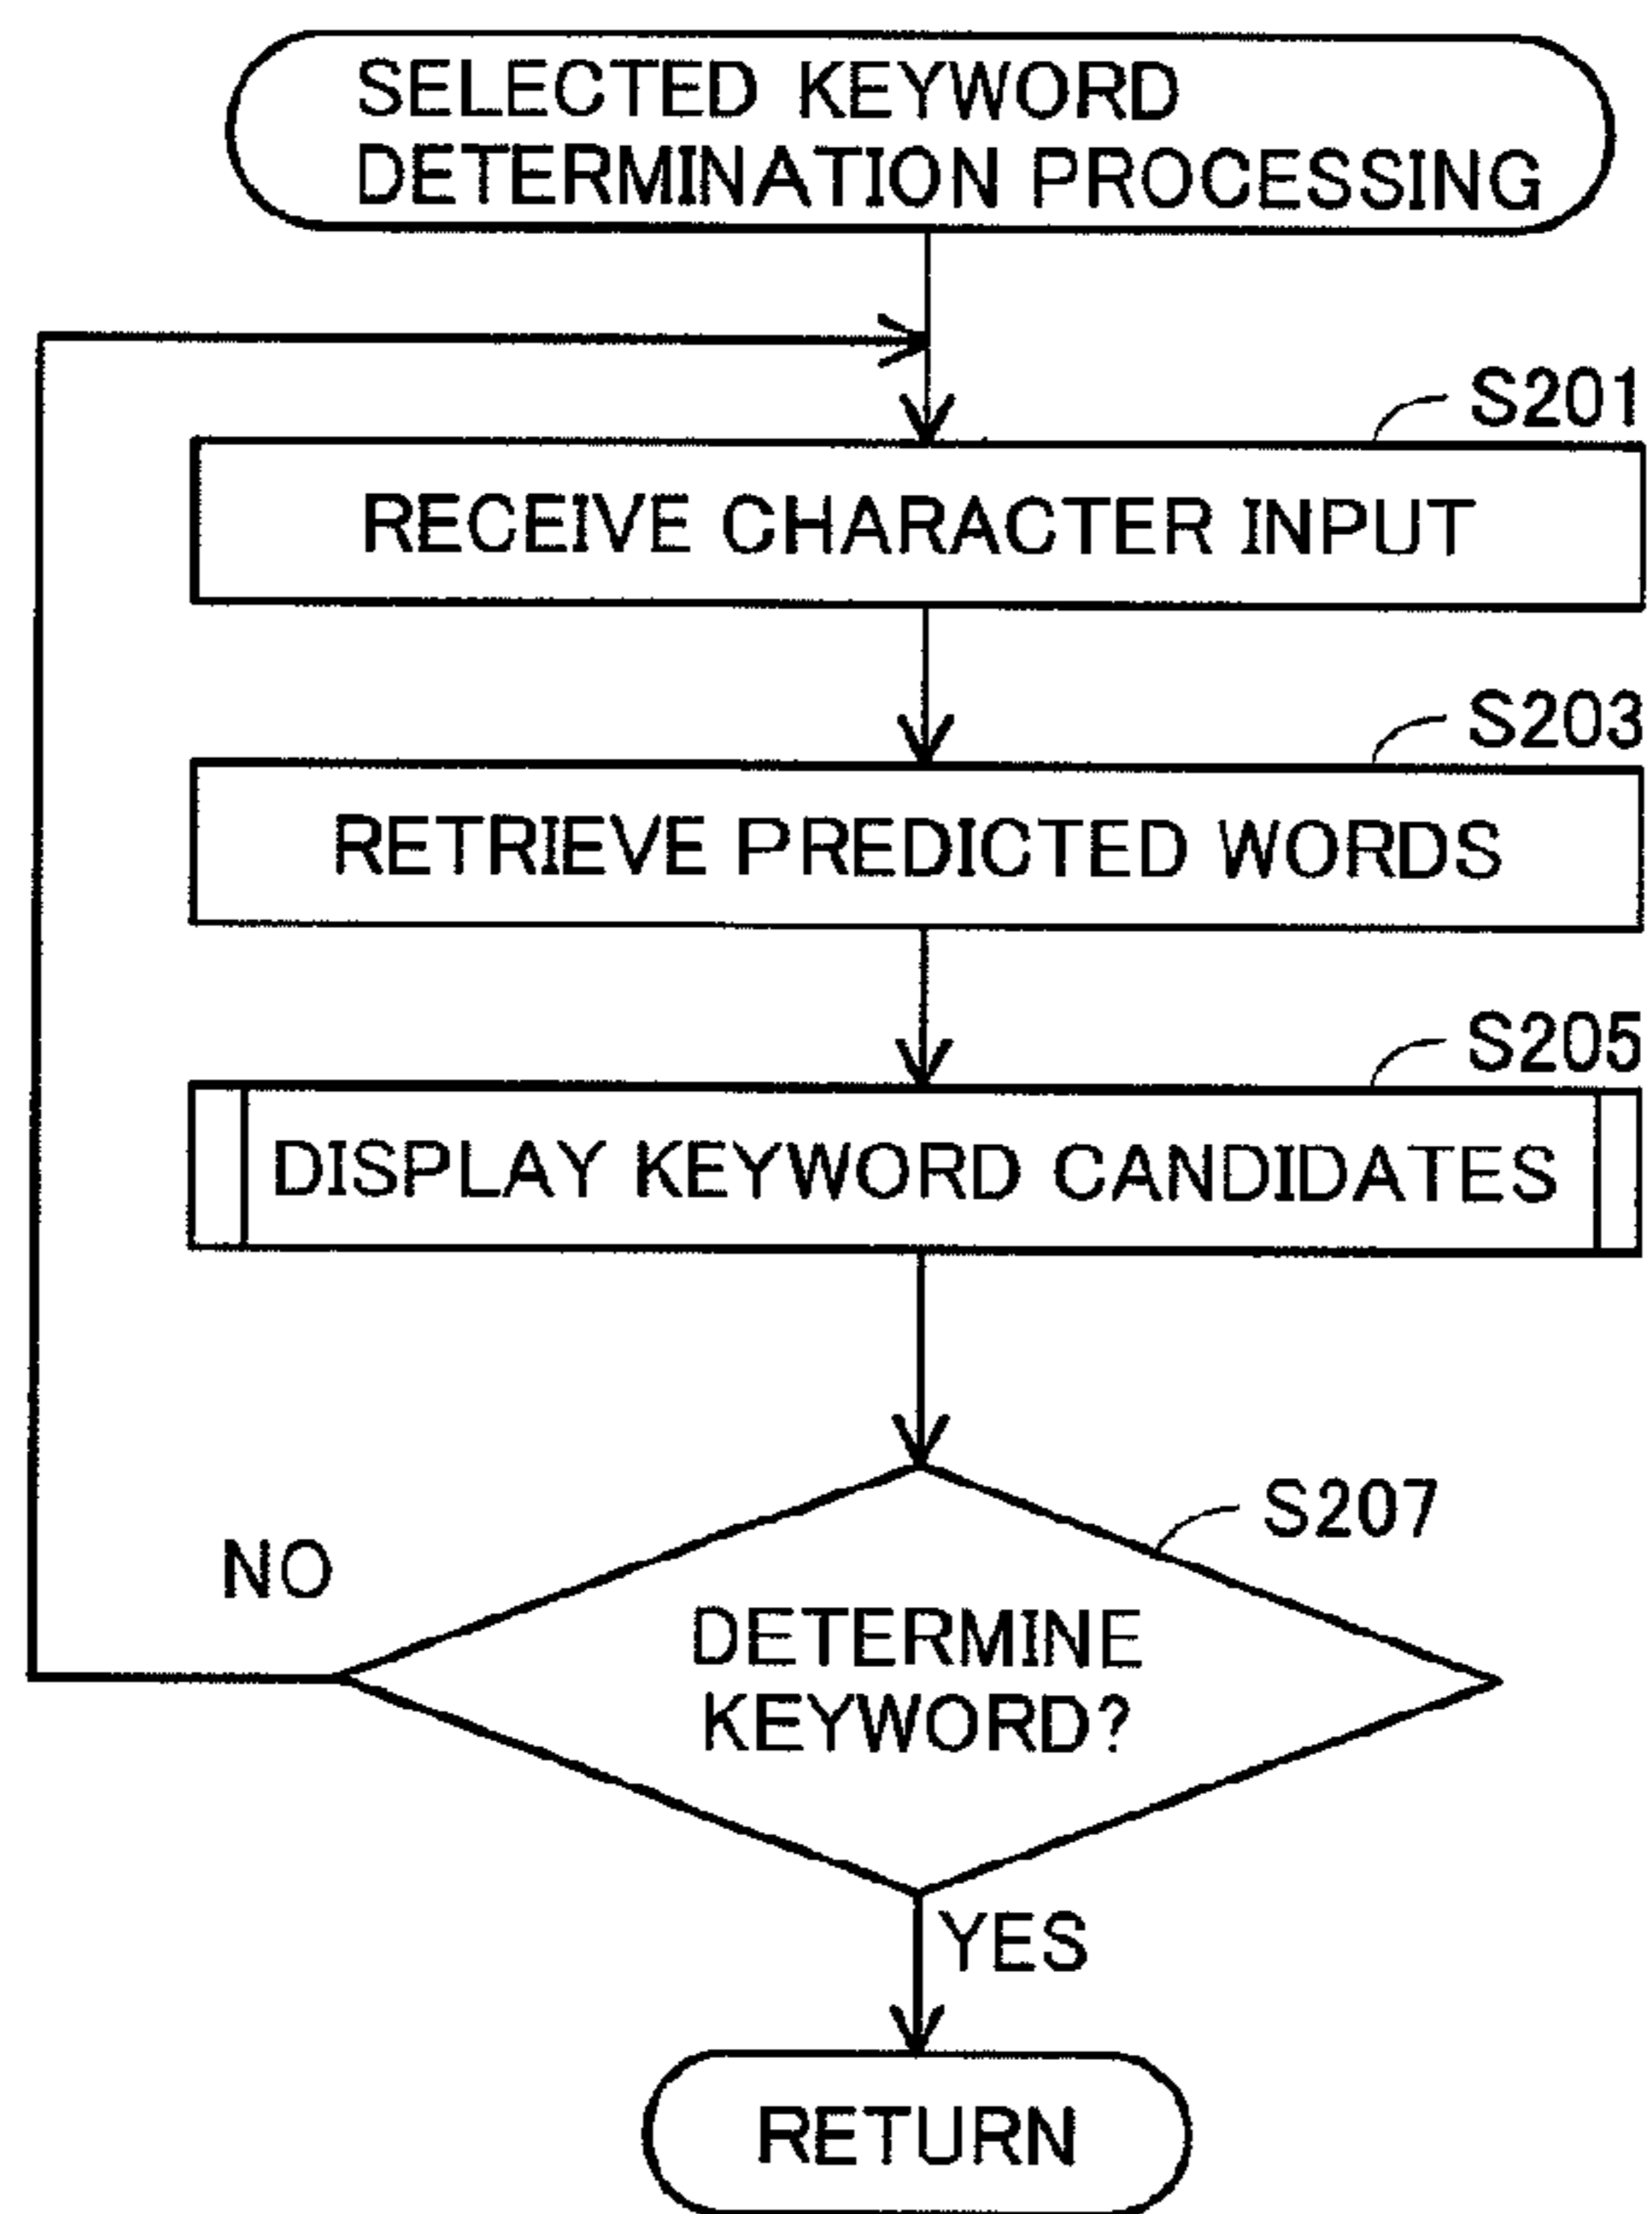 SELECTED KEYWORD
DETERMINATION PROCESSING
S201
RECEIVE CHARACTER INPUT
S203
RETRIEVE PREDICTED WORDS
S205
DISPLAY KEYWORD CANDIDATES
S207
NO
DETERMINE
KEYWORD?
YES
RETURN